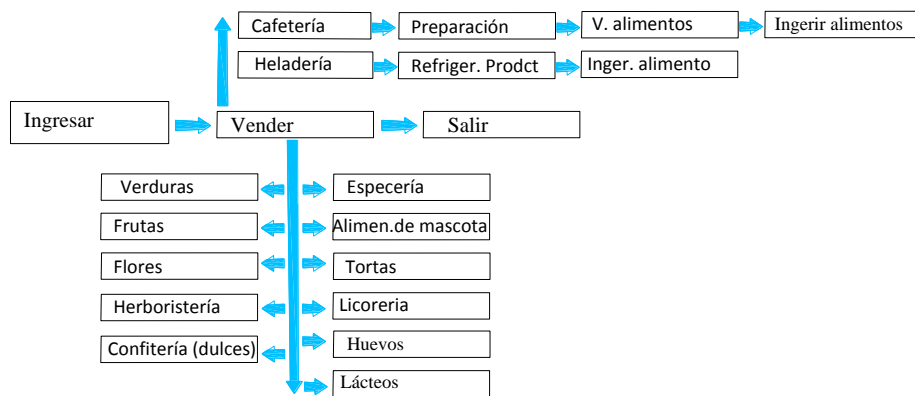 Cafetería
Preparación
V. alimentos
Ingerir alimentos
Heladería
Refriger. Prodct
Inger. alimento
Ingresar
Vender
Salir
Verduras
Especería
Frutas
Alimen.de mascota
Flores
Tortas
Herboristería
Licoreria
Confitería (dulces)
Huevos
Lácteos